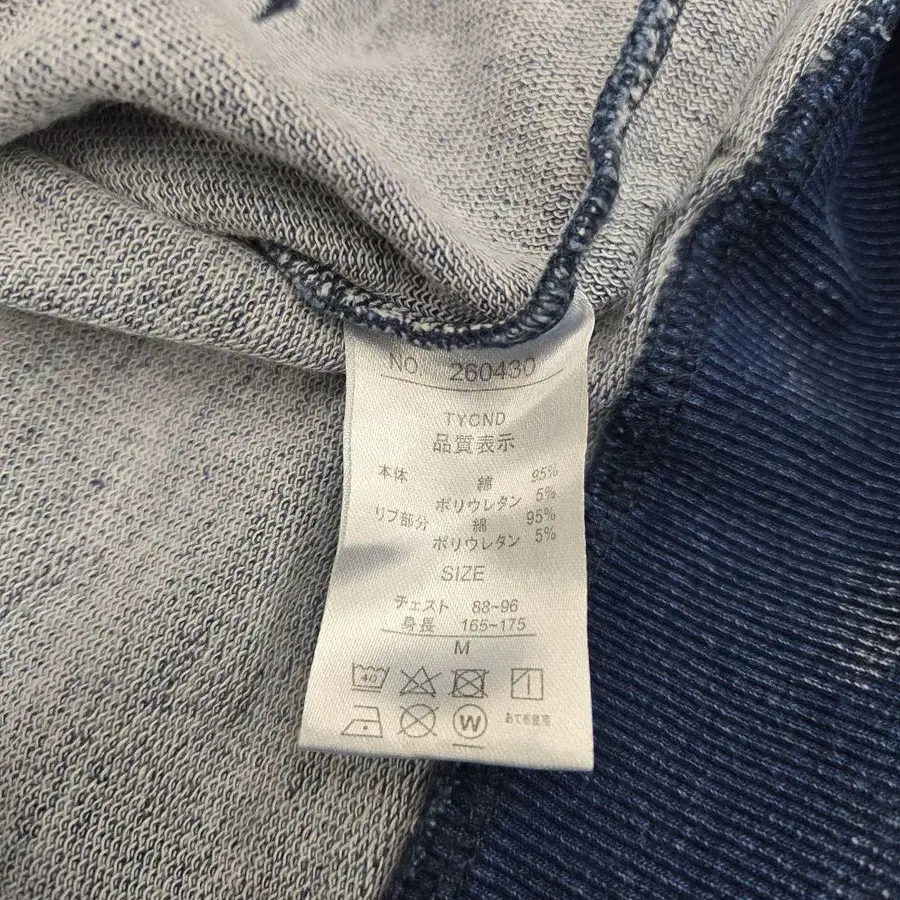 NO. 260430
TYCND
品質表示
本体 綿 95%
ポリウレタン 5%
リブ部分 綿 95%
ポリウレタン 5%
SIZE
チェスト 88~96
身長 165~175
M
40
W